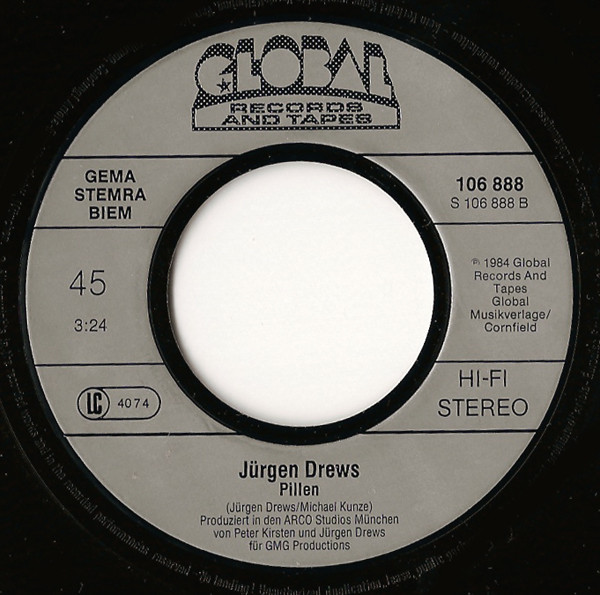 GLOBAL
RECORDS
AND TAPES
GEMA
STEMRA
BIEM
106 888
S 106 888 B
45
3:24
℗ 1984 Global
Records And
Tapes
Global
Musikverlage/
Cornfield
LC 4074
HI-FI
STEREO
Jürgen Drews
Pillen
(Jürgen Drews/Michael Kunze)
Produziert in den ARCO Studios München
von Peter Kirsten und Jürgen Drews
für GMG Productions